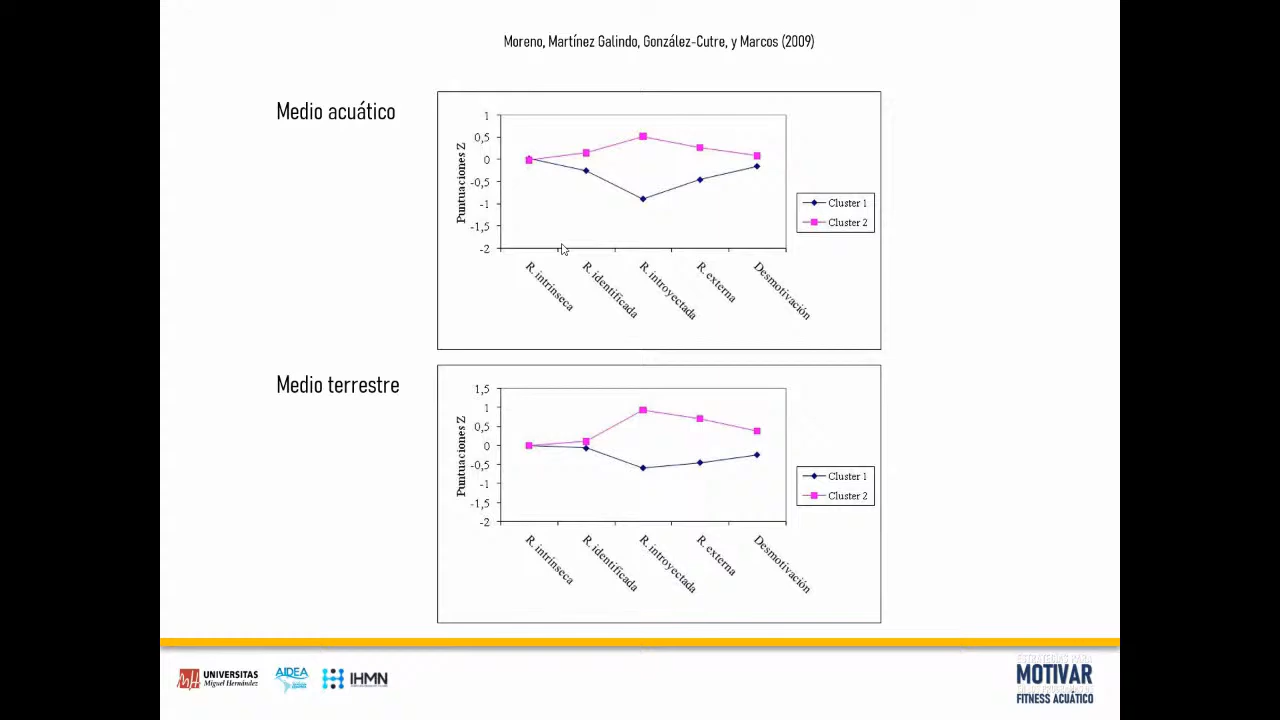 Moreno, Martínez Galindo, González-Cutre, y Marcos (2009)
Medio acuático
1
0,5
0
-0,5
-1
-1,5
-2
Puntuaciones Z
R. intrínseca
R. identificada
R. introyectada
R. externa
Desmotivación
Cluster 1
Cluster 2
Medio terrestre
1,5
1
0,5
0
-0,5
-1
-1,5
-2
Puntuaciones Z
R. intrínseca
R. identificada
R. introyectada
R. externa
Desmotivación
Cluster 1
Cluster 2
UNIVERSITAS
Miguel Hernández
AIDEA
IHMN
ESTRATEGIAS PARA
MOTIVAR
FITNESS ACUÁTICO